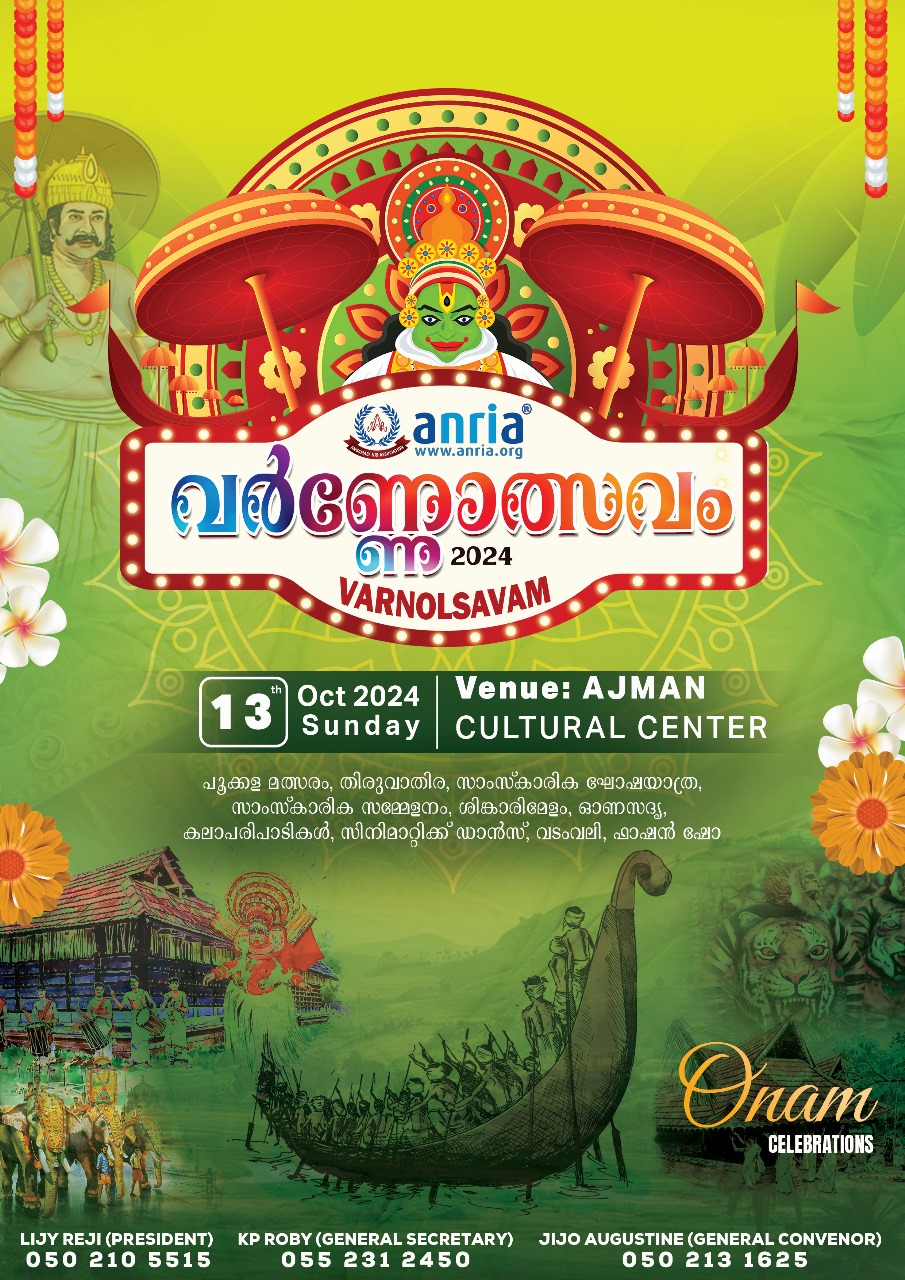 anria®
www.anria.org
വർണ്ണോത്സവം
2024
VARNOLSAVAM
13th Oct 2024
Sunday
Venue: AJMAN
CULTURAL CENTER
പൂക്കള മത്സരം, തിരുവാതിര, സാംസ്കാരിക ഘോഷയാത്ര,
സാംസ്കാരിക സമ്മേളനം, ശിങ്കാരിമേളം, ഓണസദ്യ,
കലാപരിപാടികൾ, സിനിമാറ്റിക്ക് ഡാൻസ്, വടംവലി, ഫാഷൻ ഷോ
Onam
CELEBRATIONS
LIJY REJI (PRESIDENT)
050 210 5515
KP ROBY (GENERAL SECRETARY)
055 231 2450
JIJO AUGUSTINE (GENERAL CONVENOR)
050 213 1625